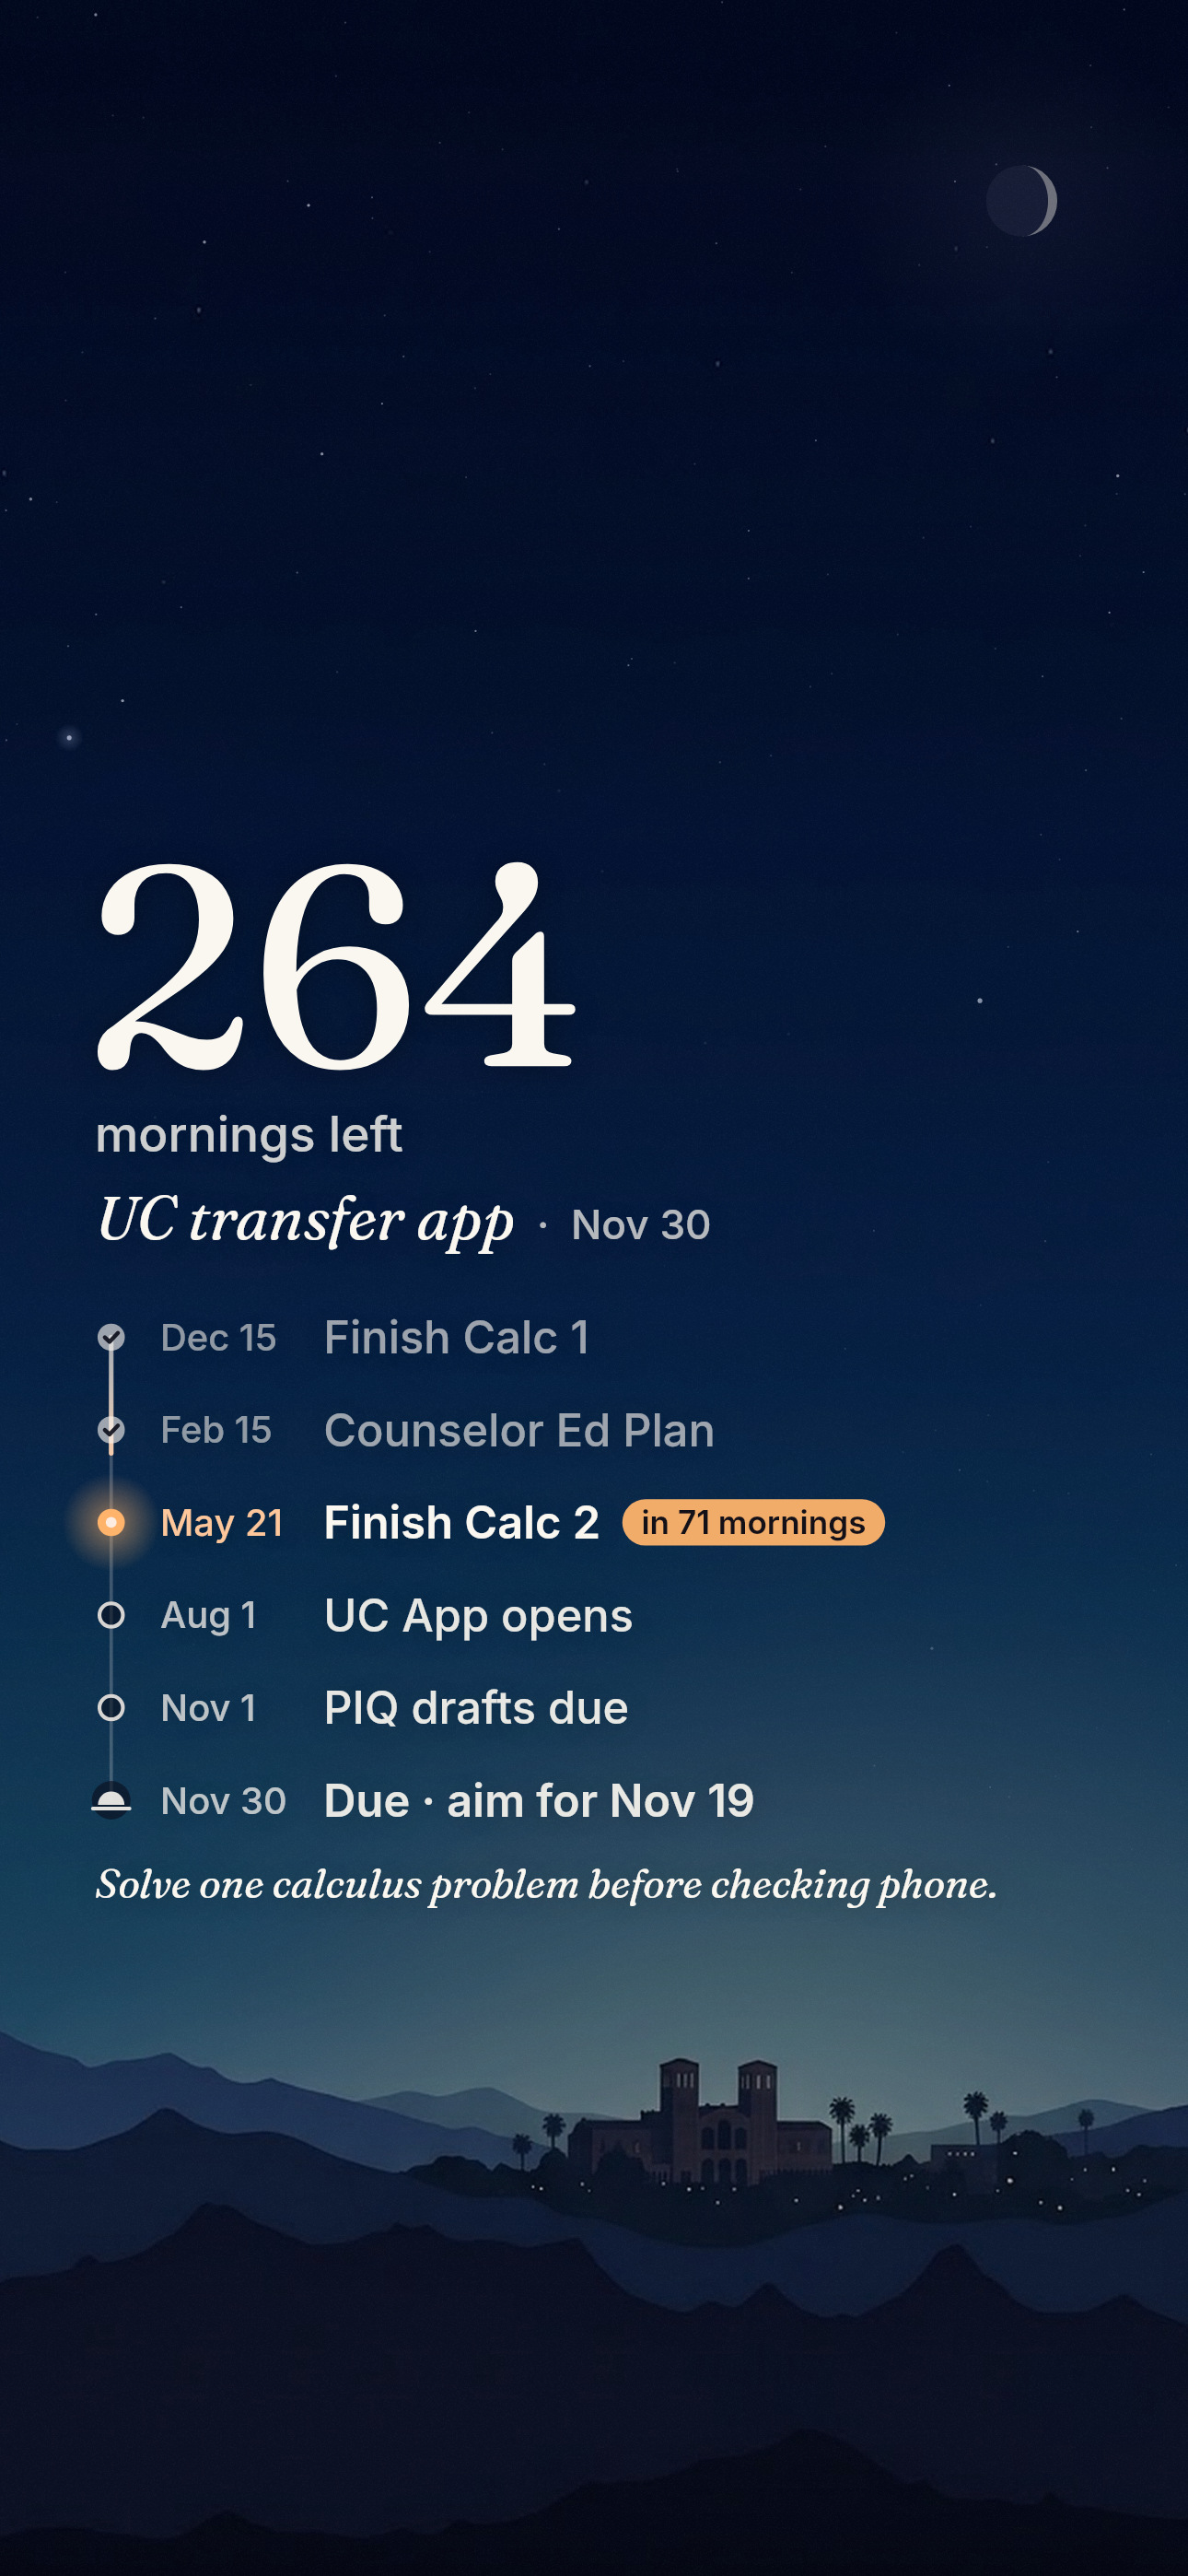 264
mornings left
UC transfer app · Nov 30
Dec 15 Finish Calc 1
Feb 15 Counselor Ed Plan
May 21 Finish Calc 2 in 71 mornings
Aug 1 UC App opens
Nov 1 PIQ drafts due
Nov 30 Due · aim for Nov 19
Solve one calculus problem before checking phone.